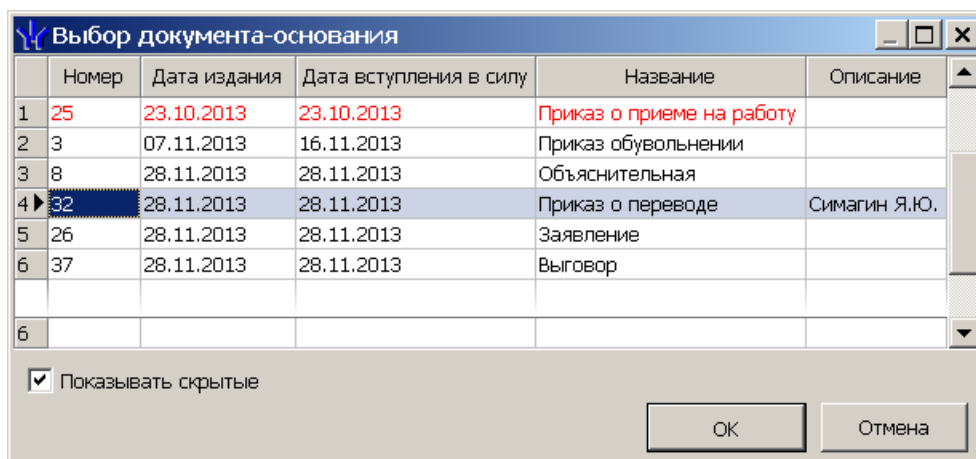 Выбор документа-основания
Номер Дата издания Дата вступления в силу Название Описание
1 25 23.10.2013 23.10.2013 Приказ о приеме на работу
2 3 07.11.2013 16.11.2013 Приказ обувольнении
3 8 28.11.2013 28.11.2013 Объяснительная
4 32 28.11.2013 28.11.2013 Приказ о переводе Симагин Я.Ю.
5 26 28.11.2013 28.11.2013 Заявление
6 37 28.11.2013 28.11.2013 Выговор
6
Показывать скрытые
ОК Отмена